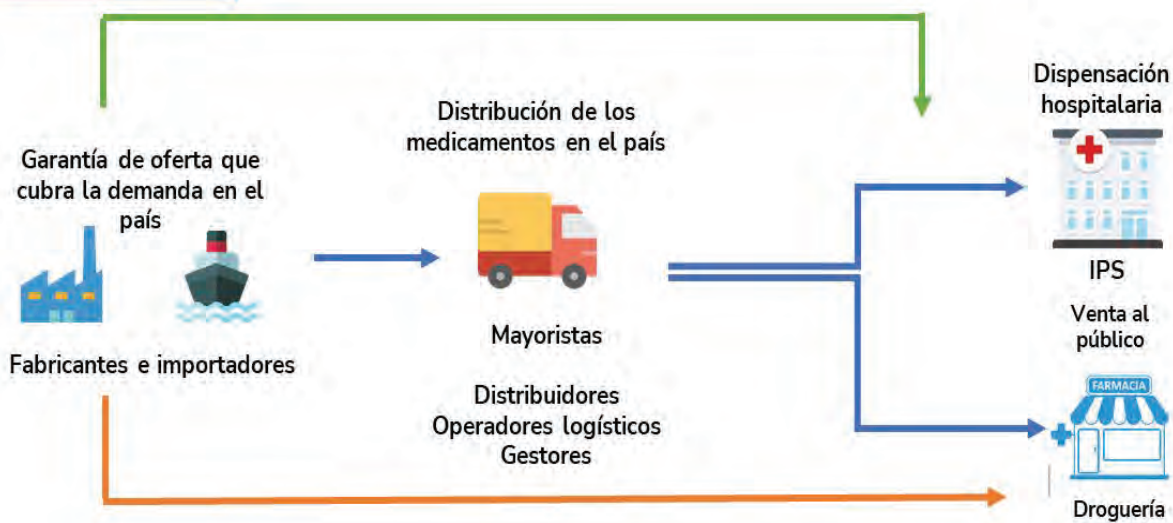 Garantía de oferta que
cubra la demanda en el
país
Fabricantes e importadores
Distribución de los
medicamentos en el país
Mayoristas
Distribuidores
Operadores logísticos
Gestores
Dispensación
hospitalaria
IPS
Venta al
público
FARMACIA
Droguería